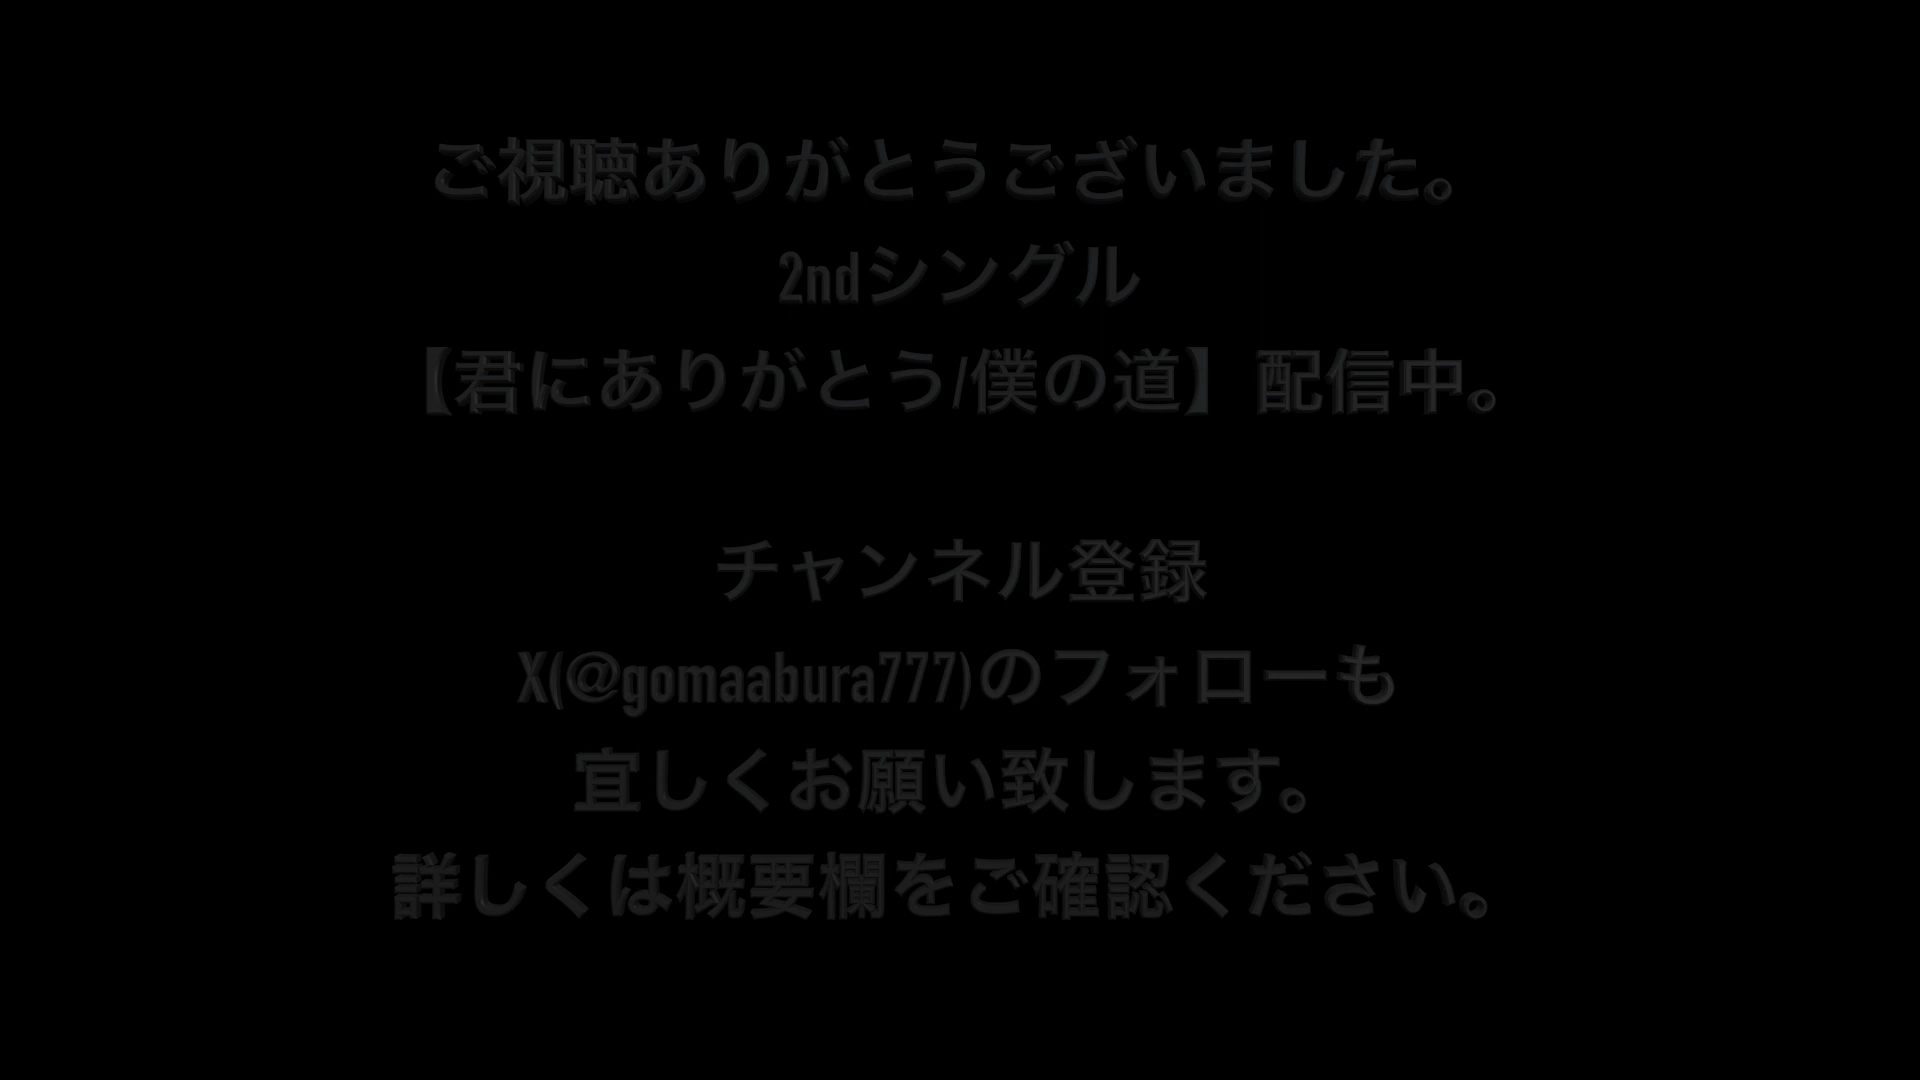 ご視聴ありがとうございました。
2ndシングル
【君にありがとう/僕の道】配信中。
チャンネル登録
X(@gomaabura777)のフォローも
宜しくお願い致します。
詳しくは概要欄をご確認ください。